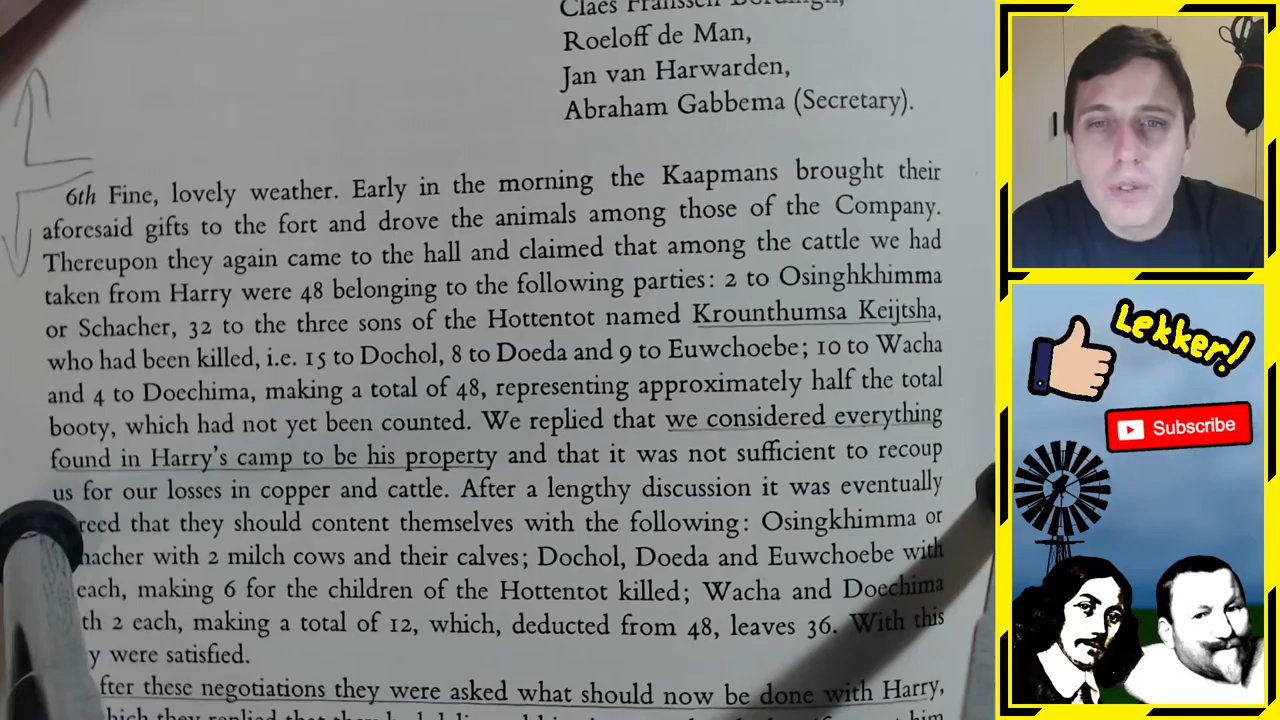 Claes Franssen
Roeloff de Man,
Jan van Harwarden,
Abraham Gabbema (Secretary).
6th Fine, lovely weather. Early in the morning the Kaapmans brought their
aforesaid gifts to the fort and drove the animals among those of the Company.
Thereupon they again came to the hall and claimed that among the cattle we had
taken from Harry were 48 belonging to the following parties: 2 to Osinghkhimma
or Schacher, 32 to the three sons of the Hottentot named Krounthumsa Keijtsha,
who had been killed, i.e. 15 to Dochol, 8 to Doeda and 9 to Euwchoebe; 10 to Wacha
and 4 to Doechima, making a total of 48, representing approximately half the total
booty, which had not yet been counted. We replied that we considered everything
found in Harry's camp to be his property and that it was not sufficient to recoup
us for our losses in copper and cattle. After a lengthy discussion it was eventually
reed that they should content themselves with the following: Osingkhimma or
hacher with 2 milch cows and their calves; Dochol, Doeda and Euwchoebe with
each, making 6 for the children of the Hottentot killed; Wacha and Doechima
th 2 each, making a total of 12, which, deducted from 48, leaves 36. With this
y were satisfied.
fter these negotiations they were asked what should now be done with Harry,
Lekker!
Subscribe